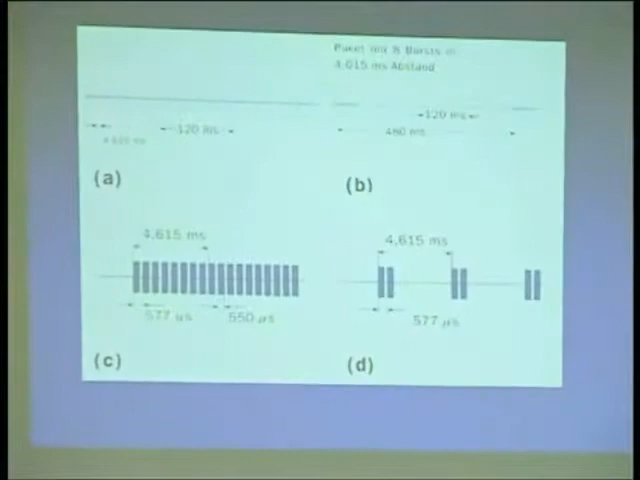 Paket mit 8 Bursts in
4,615 ms Abstand
120 ms
(a)
120 ms
480 ms
(b)
4,615 ms
577 µs
550 µs
(c)
4,615 ms
577 µs
(d)